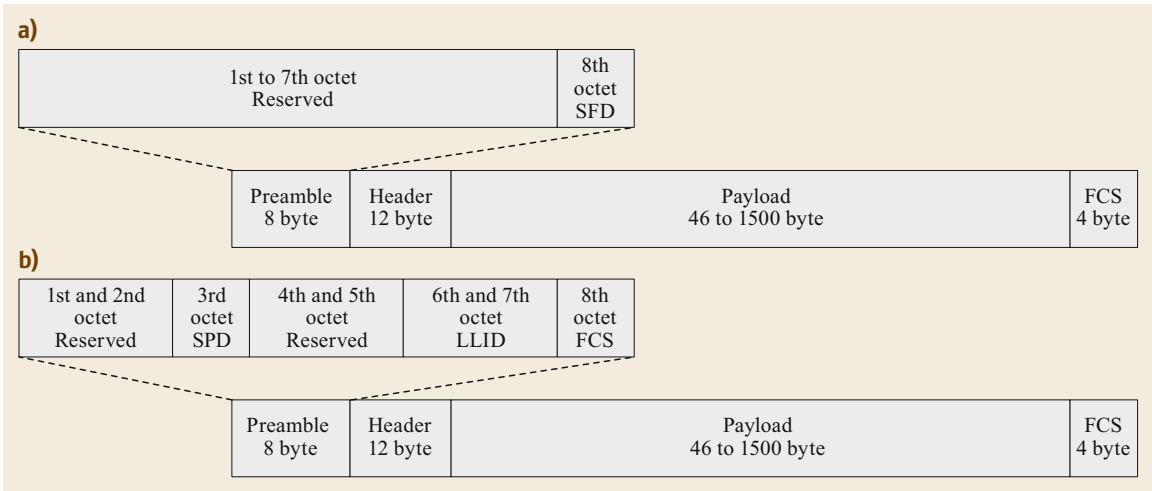 a)
1st to 7th octet
Reserved
8th
octet
SFD
Preamble
8 byte
Header
12 byte
Payload
46 to 1500 byte
FCS
4 byte
b)
1st and 2nd
octet
Reserved
3rd
octet
SPD
4th and 5th
octet
Reserved
6th and 7th
octet
LLID
8th
octet
FCS
Preamble
8 byte
Header
12 byte
Payload
46 to 1500 byte
FCS
4 byte